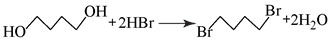 HO OH +2HBr Br Br +2H₂O